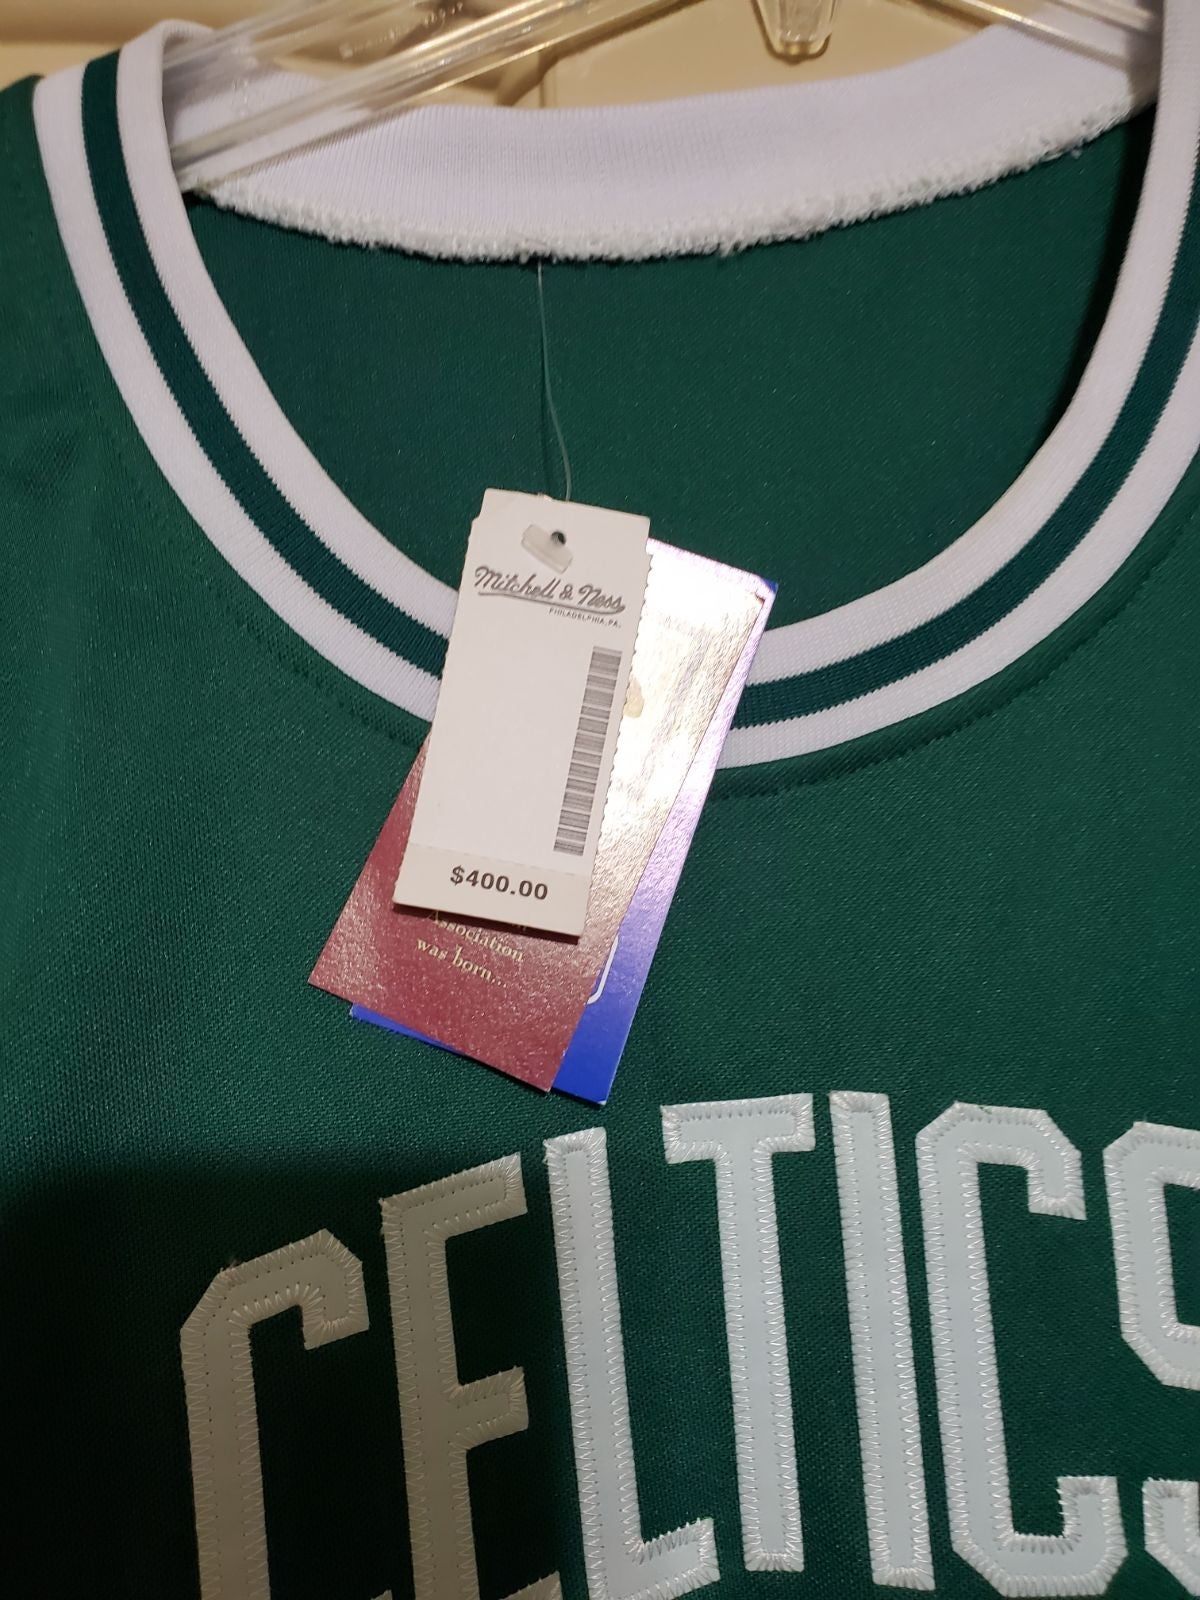 Mitchell & Ness
PHILADELPHIA, PA.
$400.00
Association
was born...
CELTICS